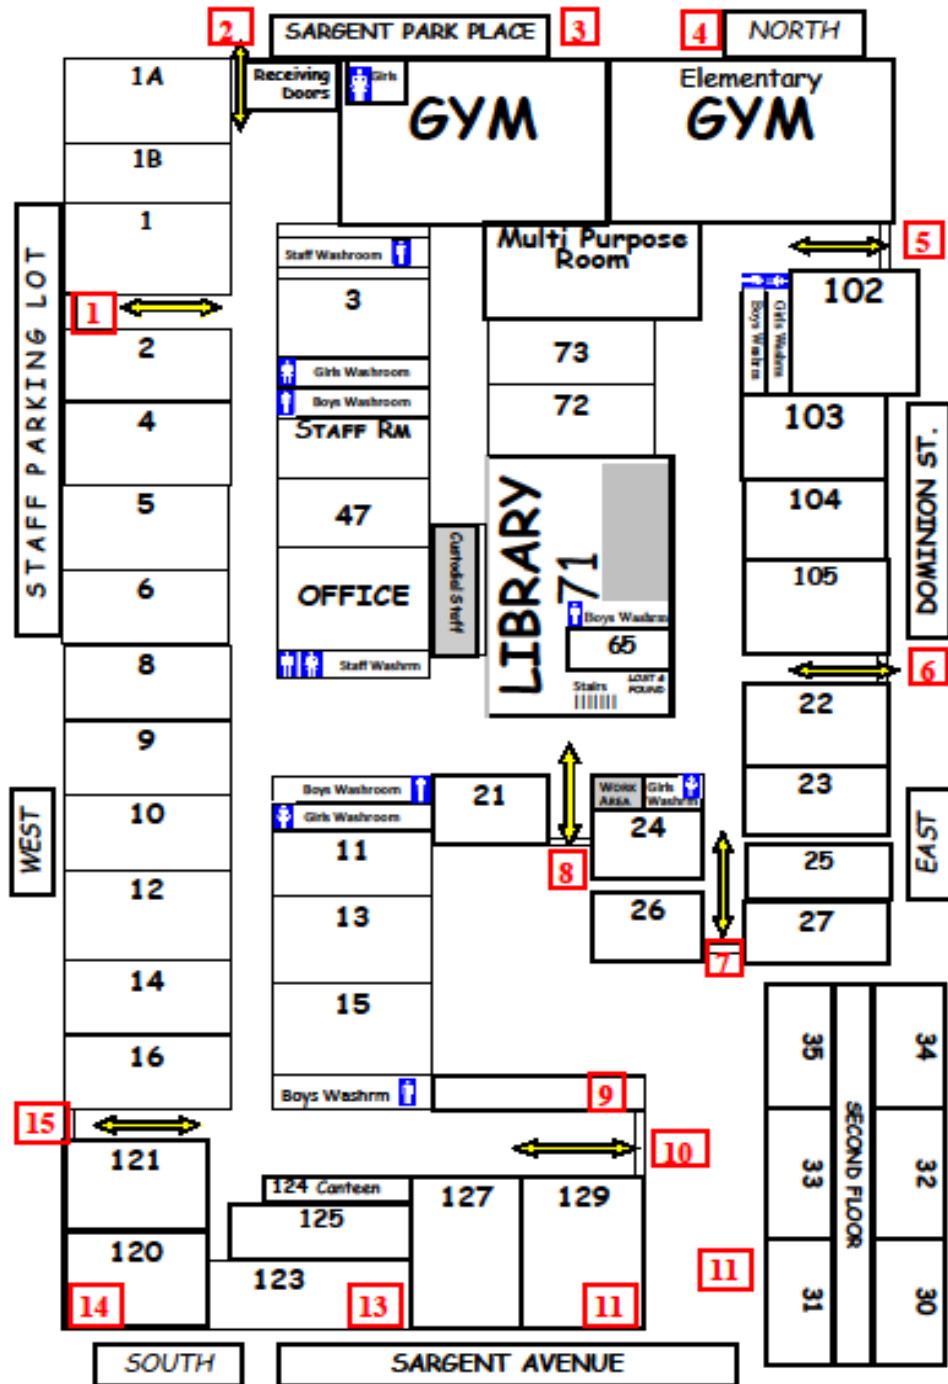 2
SARGENT PARK PLACE
3
4
NORTH
1A
Receiving
Doors
Girls
GYM
Elementary
GYM
1B
1
STAFF PARKING LOT
Staff Washroom
Multi Purpose
Room
5
1
3
102
Boys Washrm
Girls Washrm
2
73
Girls Washroom
Boys Washroom
4
STAFF RM
72
103
DOMINION ST.
5
47
LIBRARY
71
104
Custodial Staff
6
OFFICE
105
Boys Washrm
65
8
Staff Washrm
Stairs
LOST &
FOUND
6
22
9
WEST
Boys Washroom
21
WORK
AREA
Girls
Washrm
23
EAST
10
Girls Washroom
24
11
8
25
12
13
26
27
7
14
15
35
34
SECOND FLOOR
16
Boys Washrm
9
15
10
33
32
121
124 Canteen
127
129
125
120
123
11
31
30
14
13
11
SOUTH
SARGENT AVENUE